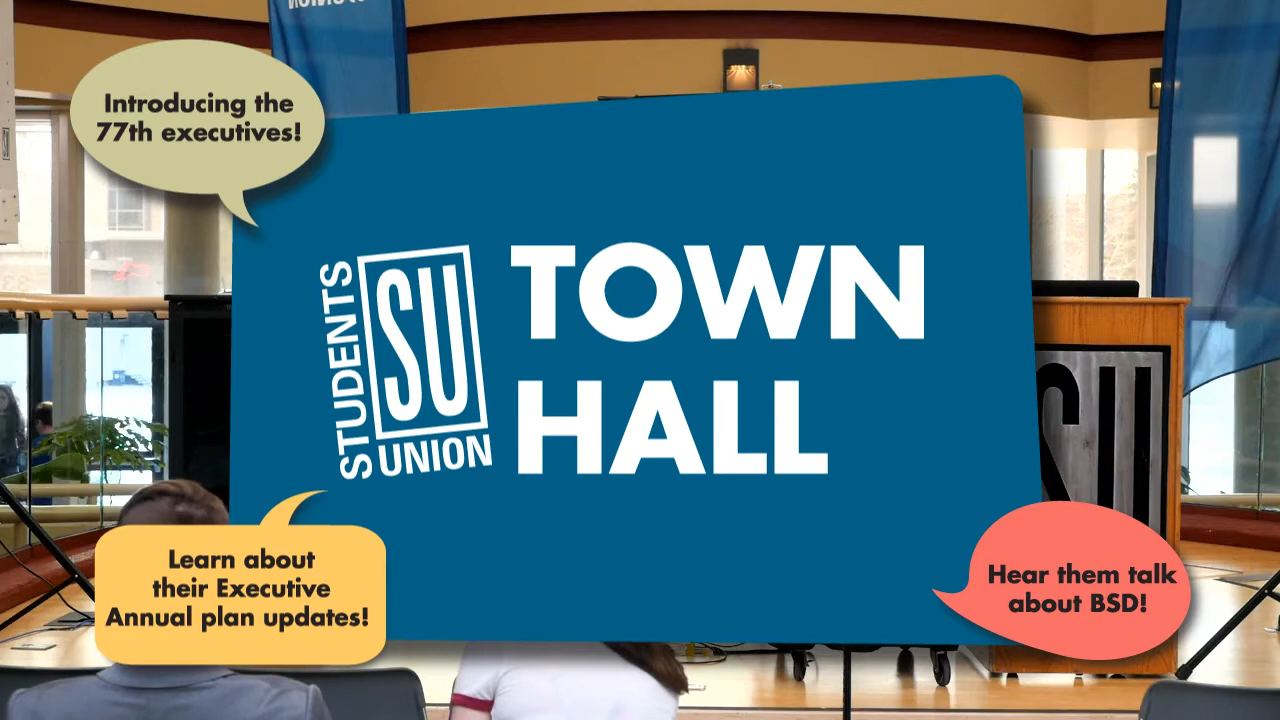 Introducing the
77th executives!
STUDENTS
SU
UNION
TOWN
HALL
SU
Learn about
their Executive
Annual plan updates!
Hear them talk
about BSD!